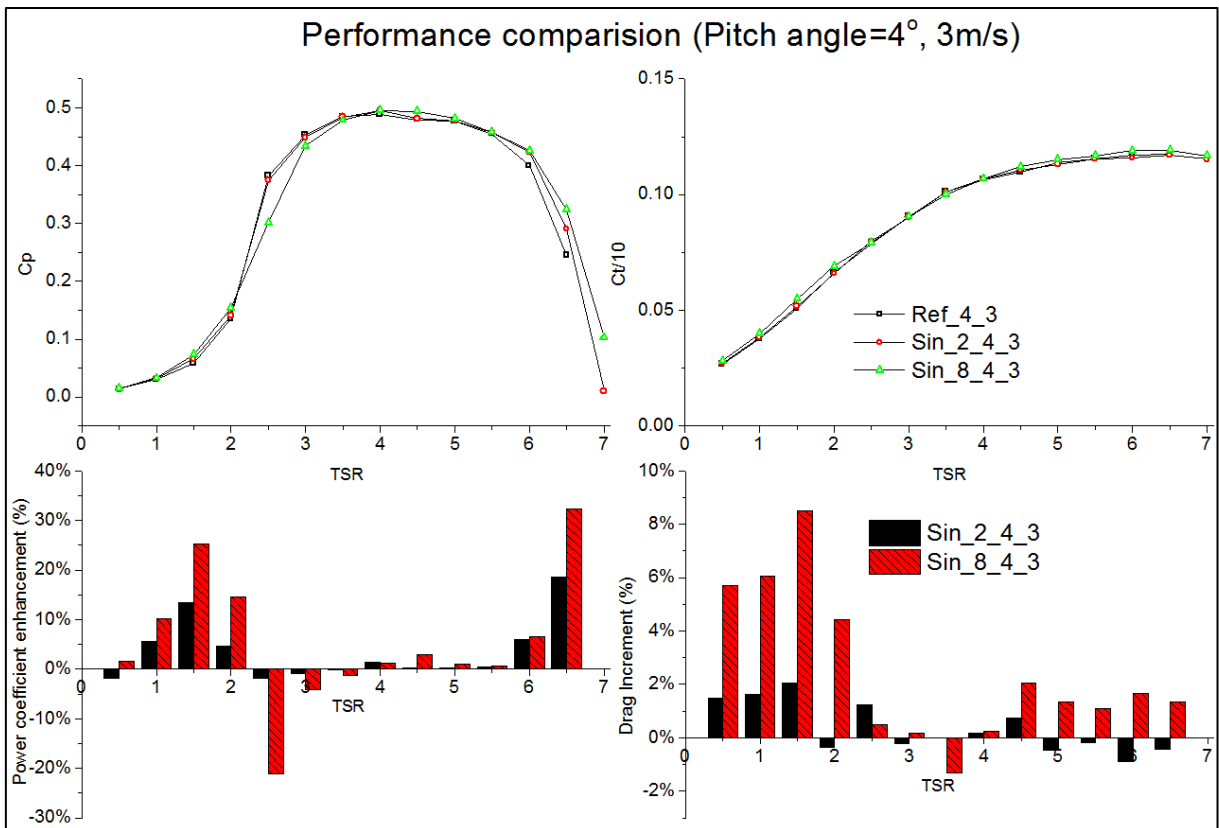 Performance comparision (Pitch angle=4°, 3m/s)
0.5
0.4
0.3
0.2
0.1
0.0
Cp
0 1 2 3 4 5 6 7
TSR
0.15
0.10
0.05
0.00
Ct/10
Ref_4_3
Sin_2_4_3
Sin_8_4_3
0 1 2 3 4 5 6 7
TSR
40%
30%
20%
10%
0%
-10%
-20%
-30%
Power coefficient enhancement (%)
0 1 2 3 4 5 6 7
TSR
10%
8%
6%
4%
2%
0%
-2%
Drag Increment (%)
Sin_2_4_3
Sin_8_4_3
0 1 2 3 4 5 6 7
TSR